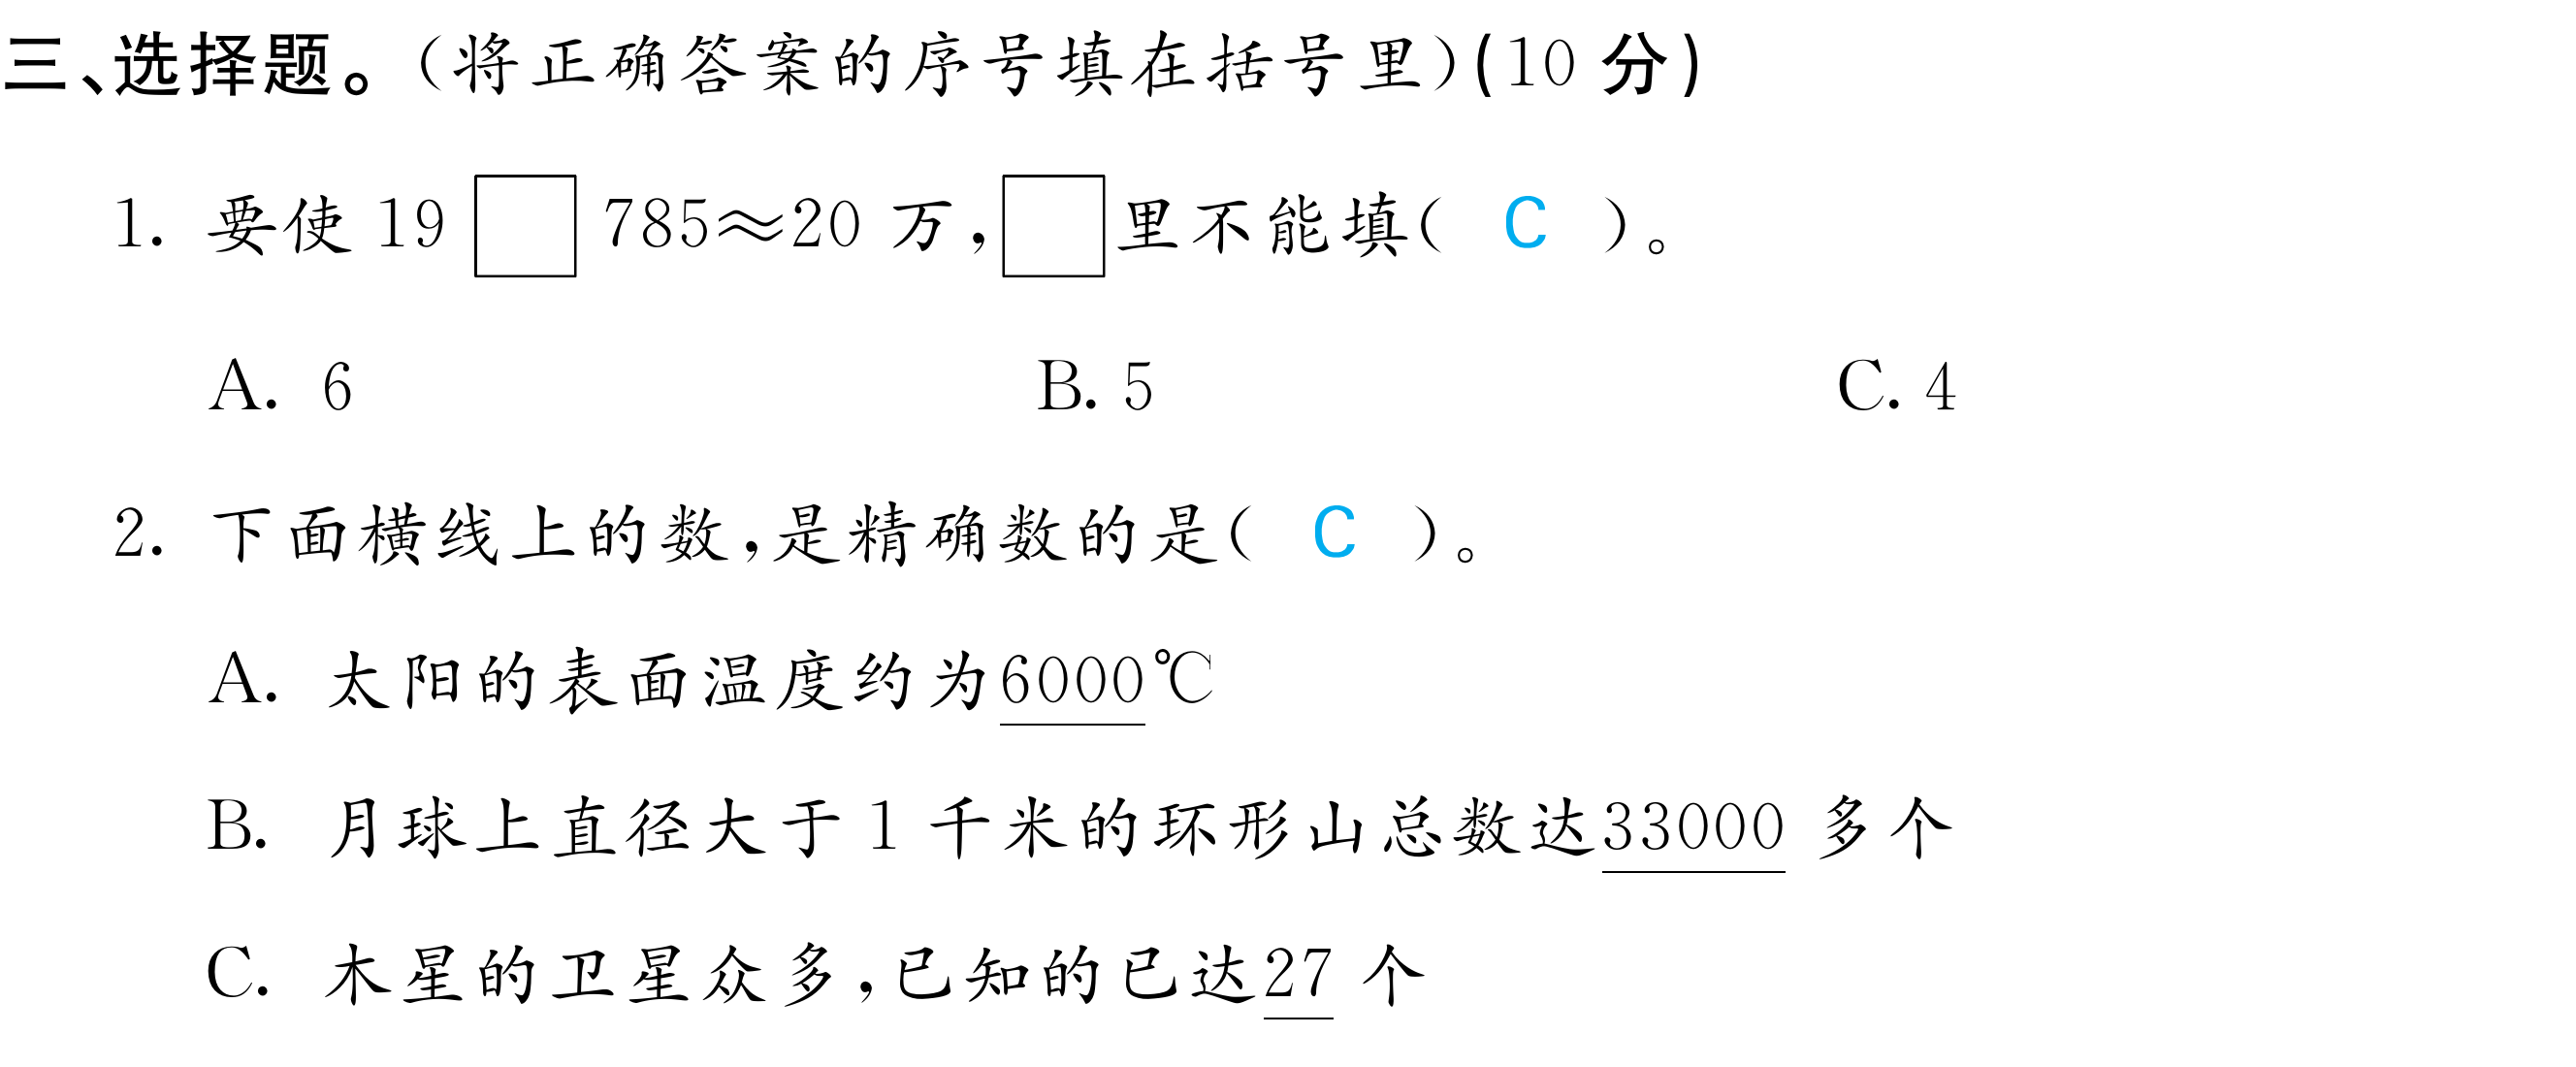 三、选择题。(将正确答案的序号填在括号里)(10 分)
1. 要使 19 □ 785≈20 万,□里不能填( C )。
A. 6 B. 5 C. 4
2. 下面横线上的数,是精确数的是( C )。
A. 太阳的表面温度约为6000℃
B. 月球上直径大于 1 千米的环形山总数达33000 多个
C. 木星的卫星众多,已知的已达27 个